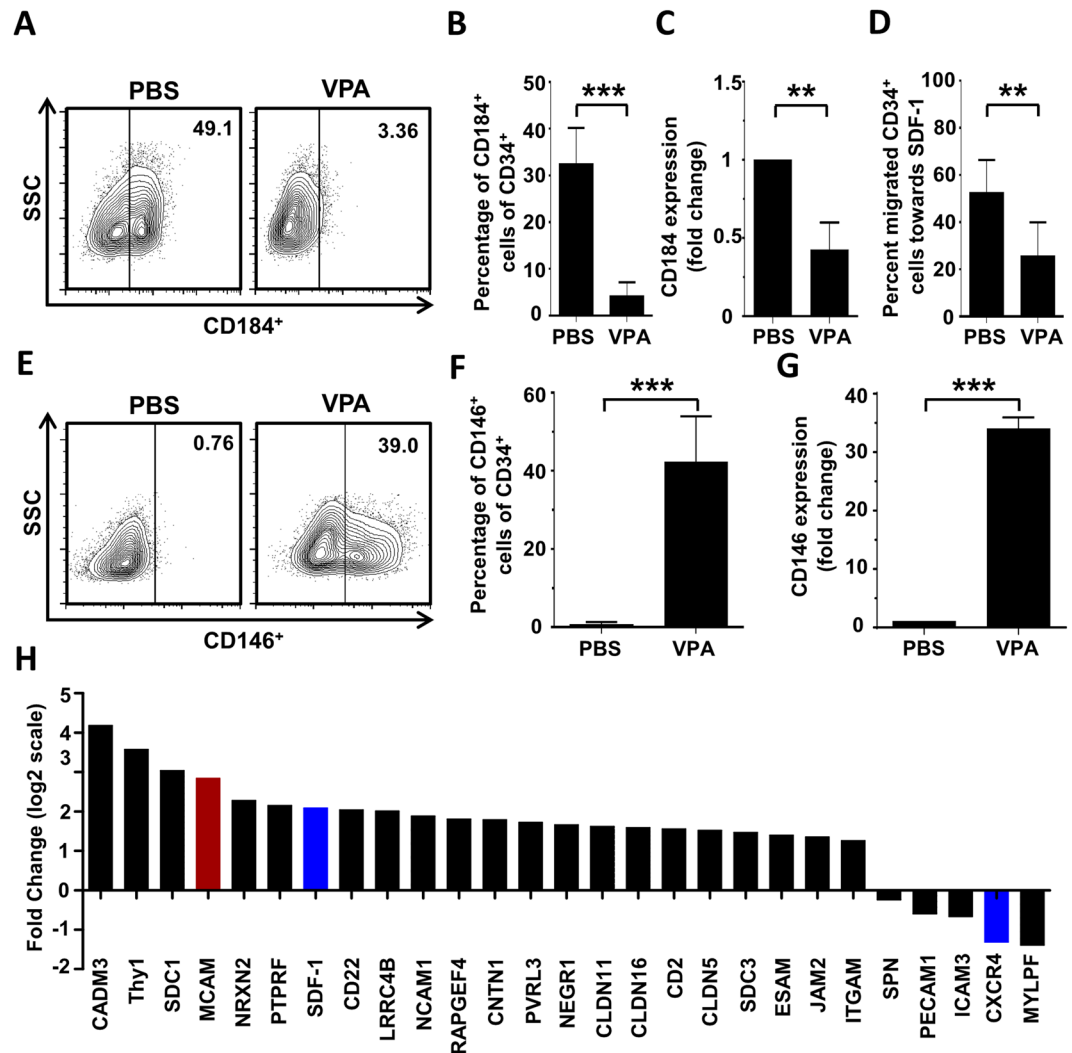 A
PBS
VPA
49.1
3.36
SSC
CD184⁺
B
Percentage of CD184⁺
cells of CD34⁺
50
40
30
20
10
0
***
PBS
VPA
C
CD184 expression
(fold change)
1.5
1
0.5
0
**
PBS
VPA
D
Percent migrated CD34⁺
cells towards SDF-1
100
80
60
40
20
0
**
PBS
VPA
E
PBS
VPA
0.76
39.0
SSC
CD146⁺
F
Percentage of CD146⁺
cells of CD34⁺
60
40
20
0
***
PBS
VPA
G
CD146 expression
(fold change)
40
30
20
10
0
***
PBS
VPA
H
Fold Change (log2 scale)
5
4
3
2
1
0
-1
-2
CADM3
Thy1
SDC1
MCAM
NRXN2
PTPRF
SDF-1
CD22
LRRC4B
NCAM1
RAPGEF4
CNTN1
PVRL3
NEGR1
CLDN11
CLDN16
CD2
CLDN5
SDC3
ESAM
JAM2
ITGAM
SPN
PECAM1
ICAM3
CXCR4
MYLPF